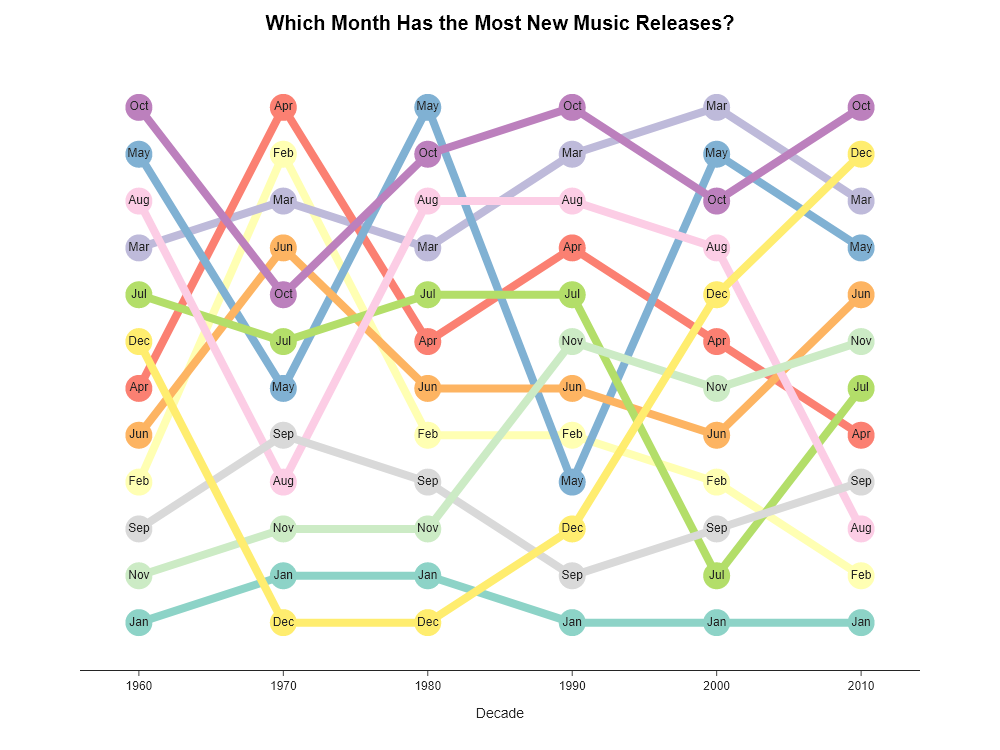 Which Month Has the Most New Music Releases?
Oct Apr May Oct Mar Oct
May Feb Oct Mar May Dec
Aug Mar Aug Aug Oct Mar
Mar Jun Mar Apr Aug May
Jul Oct Jul Jul Dec Jun
Dec Jul Apr Nov Apr Nov
Apr May Jun Jun Nov Jul
Jun Sep Feb Feb Jun Apr
Feb Aug Sep May Feb Sep
Sep Nov Nov Dec Sep Aug
Nov Jan Jan Sep Jul Feb
Jan Dec Dec Jan Jan Jan
1960 1970 1980 1990 2000 2010
Decade